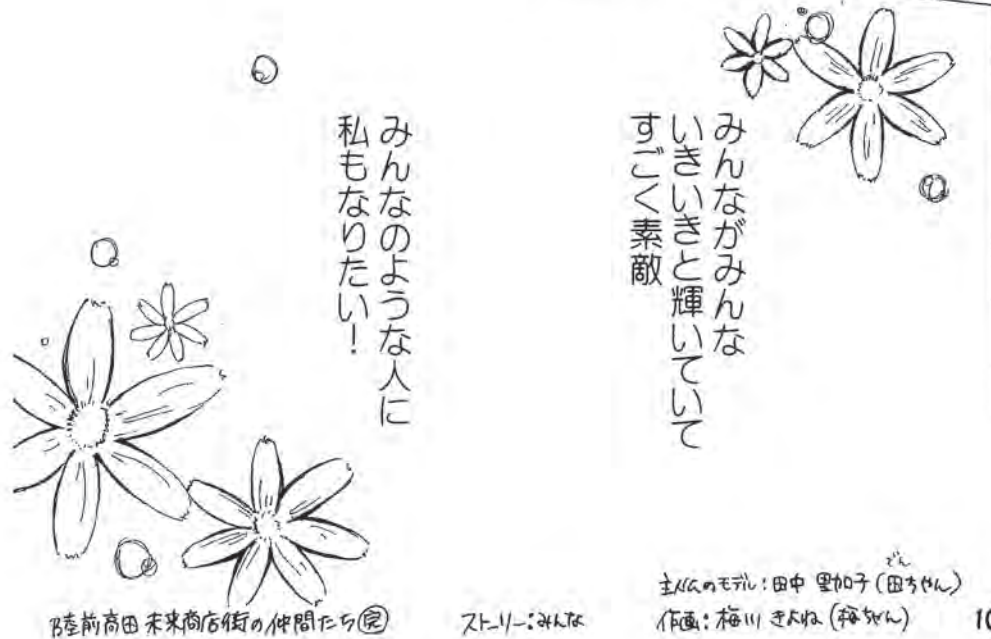 みんながみんな
いきいきと輝いていて
すごく素敵
みんなのような人に
私もなりたい！
でん
主人公のモデル：田中 里加子（田ちゃん）
作画：梅川 きよね（梅ちゃん）
ストーリー：みんな
陸前高田 未来商店街の仲間たち 完
10